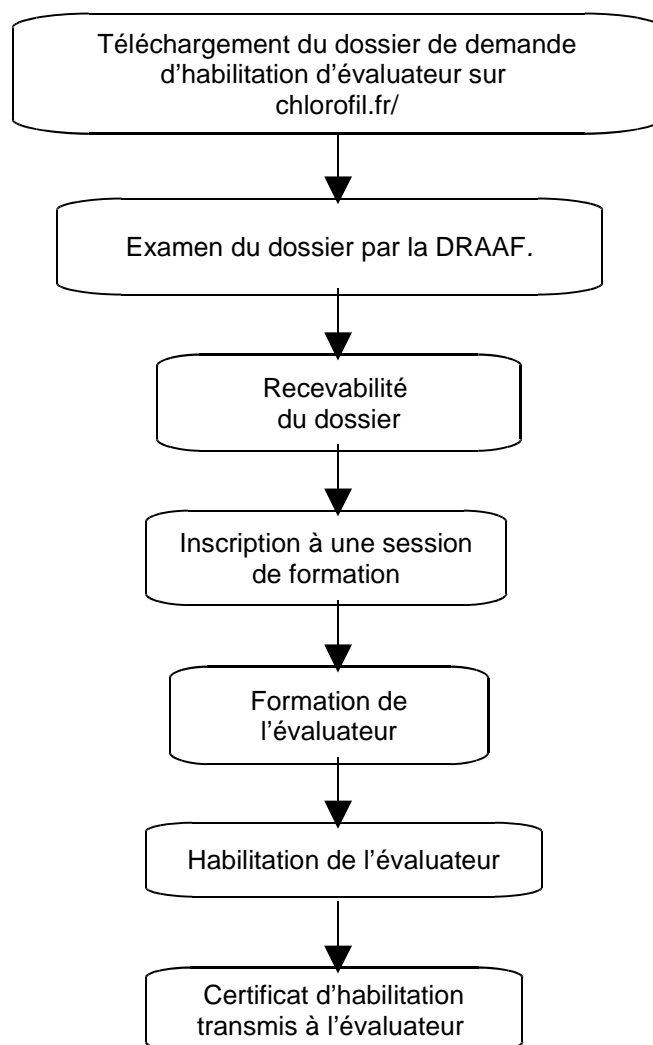 Téléchargement du dossier de demande
d'habilitation d'évaluateur sur
chlorofil.fr/
Examen du dossier par la DRAAF.
Recevabilité
du dossier
Inscription à une session
de formation
Formation de
l'évaluateur
Habilitation de l'évaluateur
Certificat d'habilitation
transmis à l'évaluateur